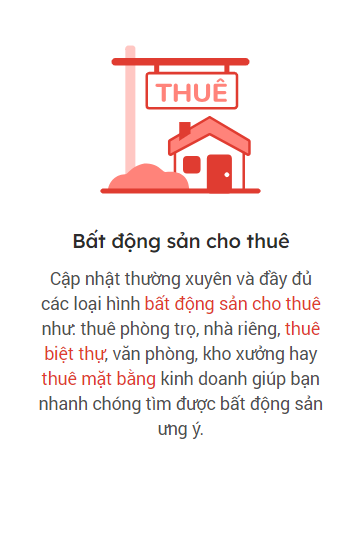 THUÊ
Bất động sản cho thuê
Cập nhật thường xuyên và đầy đủ
các loại hình bất động sản cho thuê
như: thuê phòng trọ, nhà riêng, thuê
biệt thự, văn phòng, kho xưởng hay
thuê mặt bằng kinh doanh giúp bạn
nhanh chóng tìm được bất động sản
ưng ý.